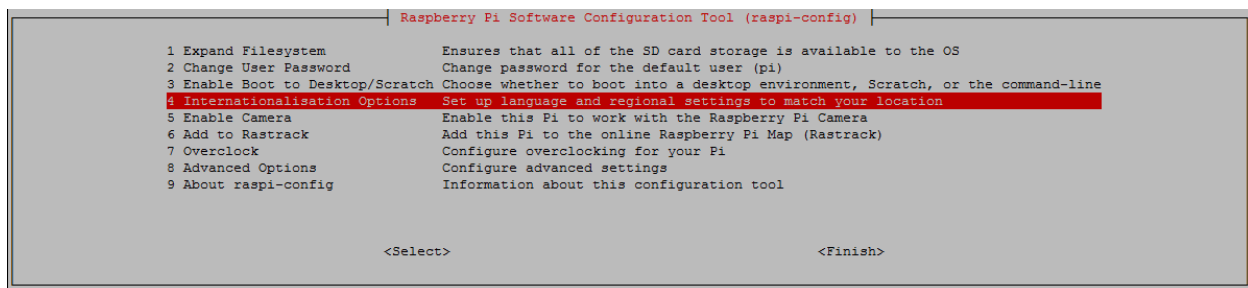 Raspberry Pi Software Configuration Tool (raspi-config)
1 Expand Filesystem Ensures that all of the SD card storage is available to the OS
2 Change User Password Change password for the default user (pi)
3 Enable Boot to Desktop/Scratch Choose whether to boot into a desktop environment, Scratch, or the command-line
4 Internationalisation Options Set up language and regional settings to match your location
5 Enable Camera Enable this Pi to work with the Raspberry Pi Camera
6 Add to Rastrack Add this Pi to the online Raspberry Pi Map (Rastrack)
7 Overclock Configure overclocking for your Pi
8 Advanced Options Configure advanced settings
9 About raspi-config Information about this configuration tool
<Select> <Finish>